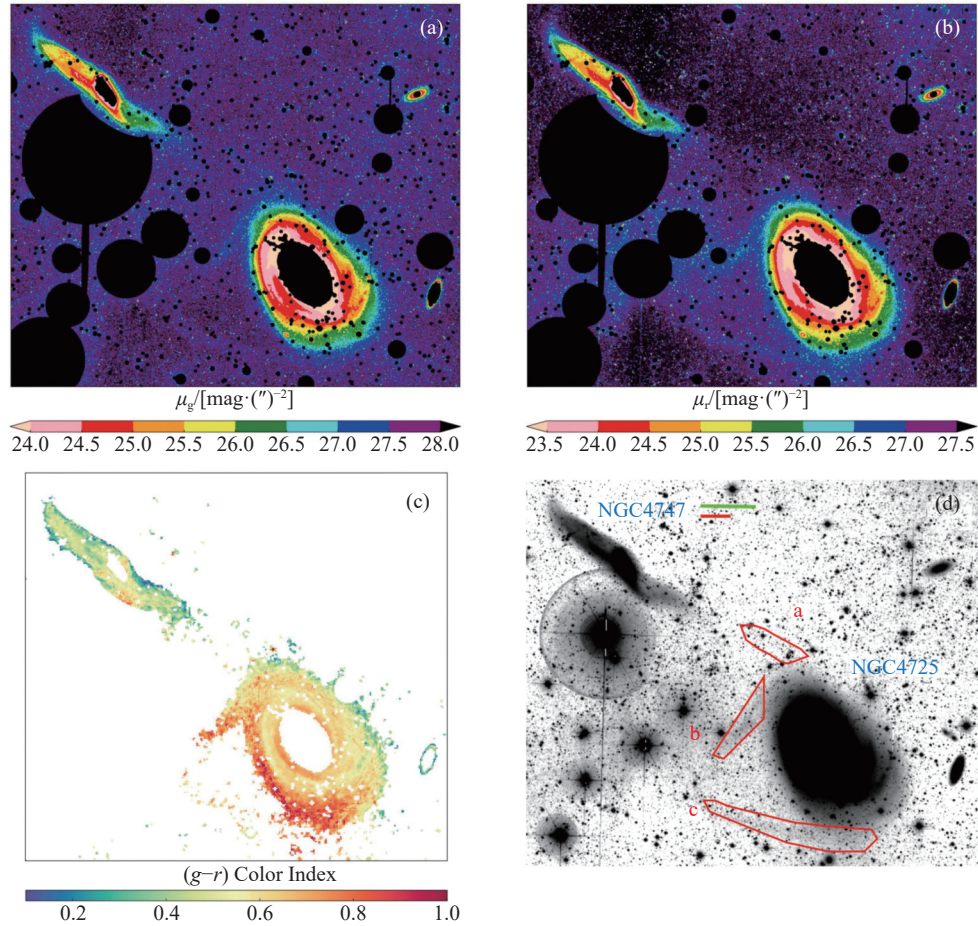 (a)
(b)
μg/[mag·(″)⁻²]
24.0 24.5 25.0 25.5 26.0 26.5 27.0 27.5 28.0
μr/[mag·(″)⁻²]
23.5 24.0 24.5 25.0 25.5 26.0 26.5 27.0 27.5
(c)
(d)
NGC4747
a
NGC4725
b
c
(g−r) Color Index
0.2 0.4 0.6 0.8 1.0